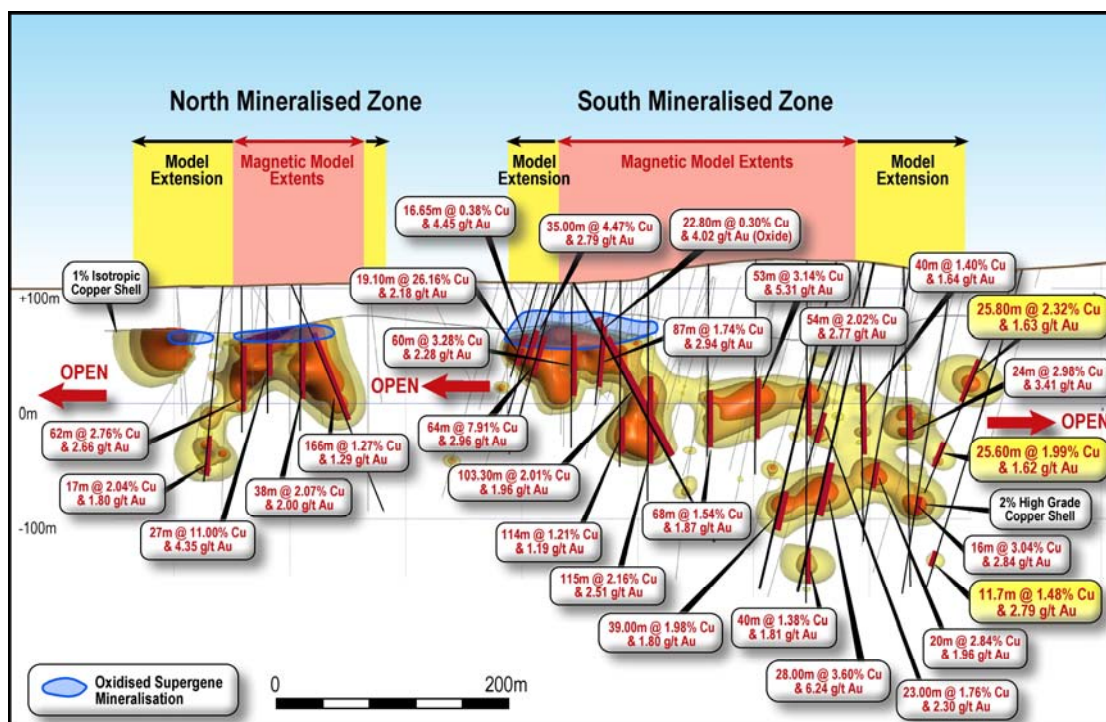 North Mineralised Zone
South Mineralised Zone
Model
Extension
Magnetic Model
Extents
Model
Extension
Magnetic Model Extents
Model
Extension
16.65m @ 0.38% Cu
& 4.45 g/t Au
35.00m @ 4.47% Cu
& 2.79 g/t Au
22.80m @ 0.30% Cu
& 4.02 g/t Au (Oxide)
1% Isotropic
Copper Shell
19.10m @ 26.16% Cu
& 2.18 g/t Au
53m @ 3.14% Cu
& 5.31 g/t Au
40m @ 1.40% Cu
& 1.64 g/t Au
+100m
25.80m @ 2.32% Cu
& 1.63 g/t Au
60m @ 3.28% Cu
& 2.28 g/t Au
87m @ 1.74% Cu
& 2.94 g/t Au
54m @ 2.02% Cu
& 2.77 g/t Au
24m @ 2.98% Cu
& 3.41 g/t Au
OPEN
OPEN
OPEN
0m
62m @ 2.76% Cu
& 2.66 g/t Au
166m @ 1.27% Cu
& 1.29 g/t Au
64m @ 7.91% Cu
& 2.96 g/t Au
25.60m @ 1.99% Cu
& 1.62 g/t Au
17m @ 2.04% Cu
& 1.80 g/t Au
38m @ 2.07% Cu
& 2.00 g/t Au
103.30m @ 2.01% Cu
& 1.96 g/t Au
68m @ 1.54% Cu
& 1.87 g/t Au
2% High Grade
Copper Shell
-100m
27m @ 11.00% Cu
& 4.35 g/t Au
114m @ 1.21% Cu
& 1.19 g/t Au
16m @ 3.04% Cu
& 2.84 g/t Au
115m @ 2.16% Cu
& 2.51 g/t Au
11.7m @ 1.48% Cu
& 2.79 g/t Au
39.00m @ 1.98% Cu
& 1.80 g/t Au
40m @ 1.38% Cu
& 1.81 g/t Au
20m @ 2.84% Cu
& 1.96 g/t Au
28.00m @ 3.60% Cu
& 6.24 g/t Au
23.00m @ 1.76% Cu
& 2.30 g/t Au
Oxidised Supergene
Mineralisation
0
200m